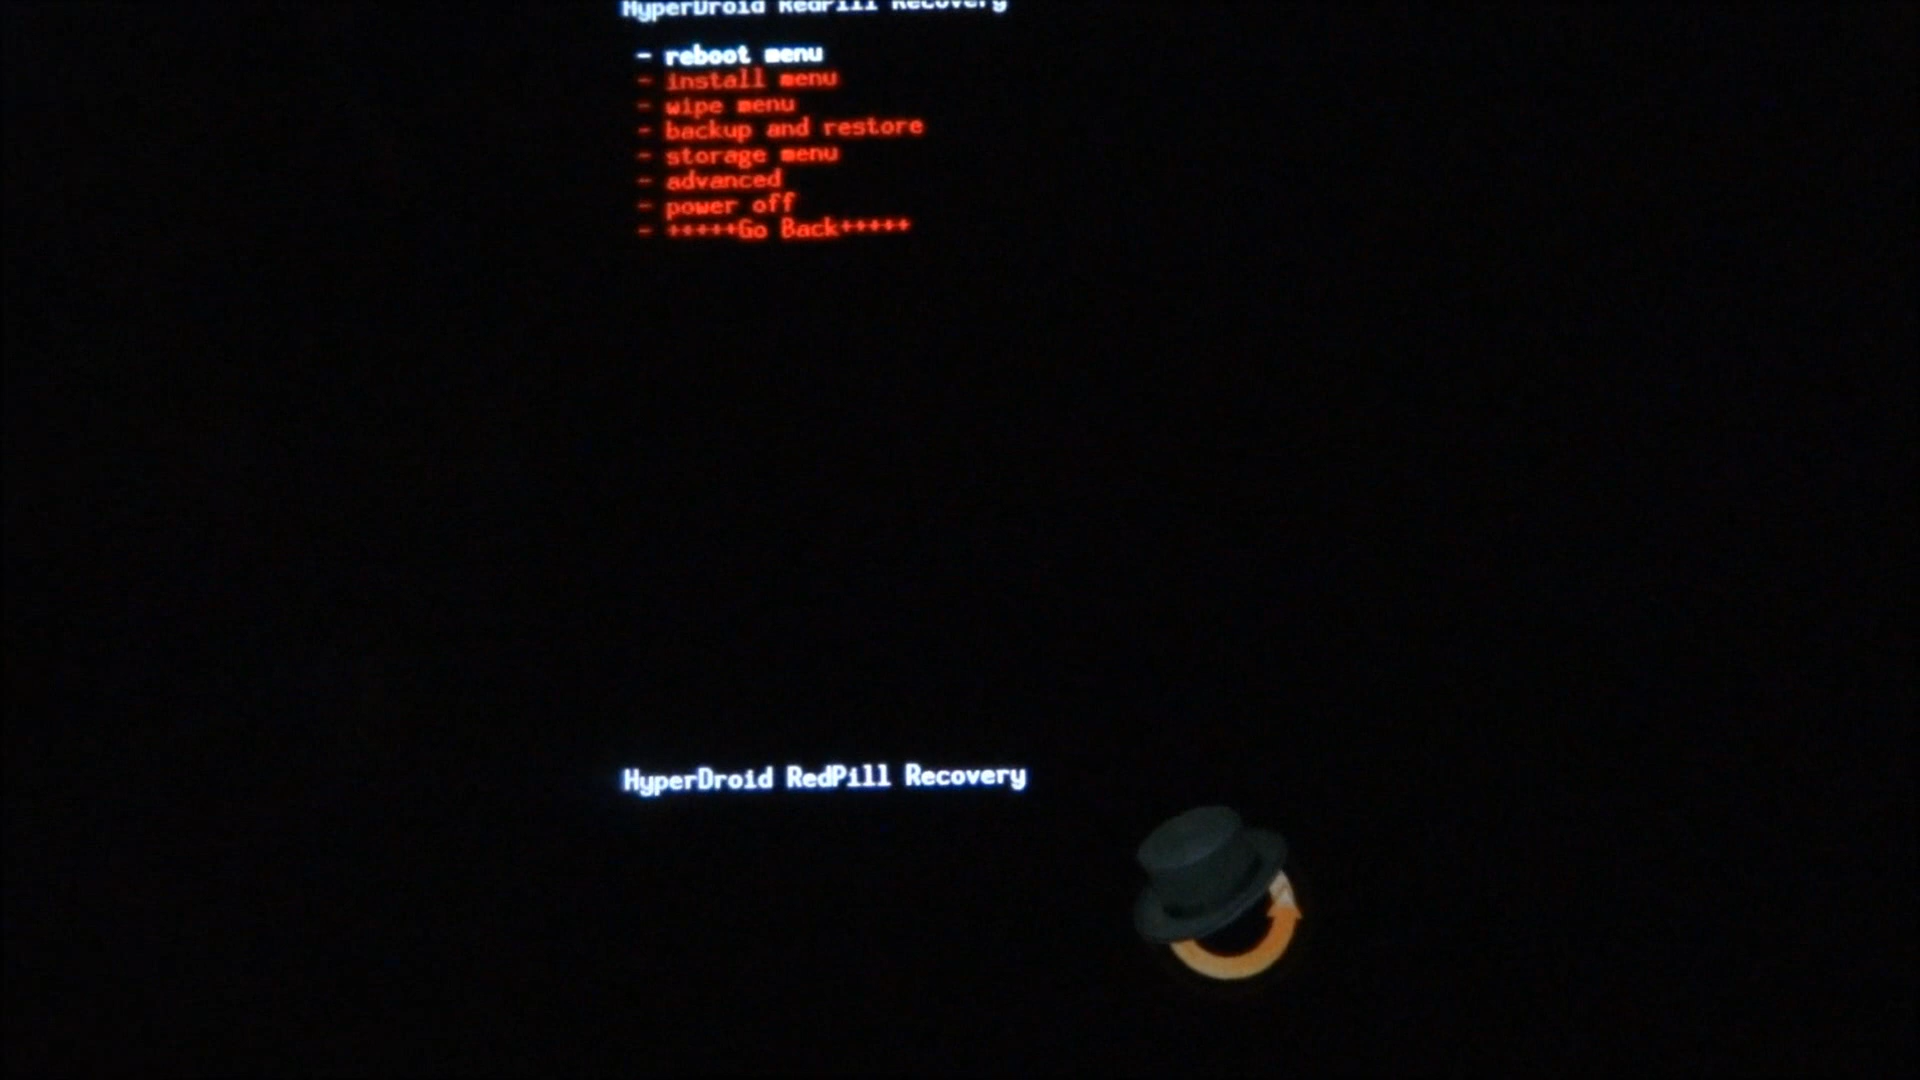 HyperDroid RedPill Recovery
- reboot menu
- install menu
- wipe menu
- backup and restore
- storage menu
- advanced
- power off
- +++++Go Back+++++
HyperDroid RedPill Recovery